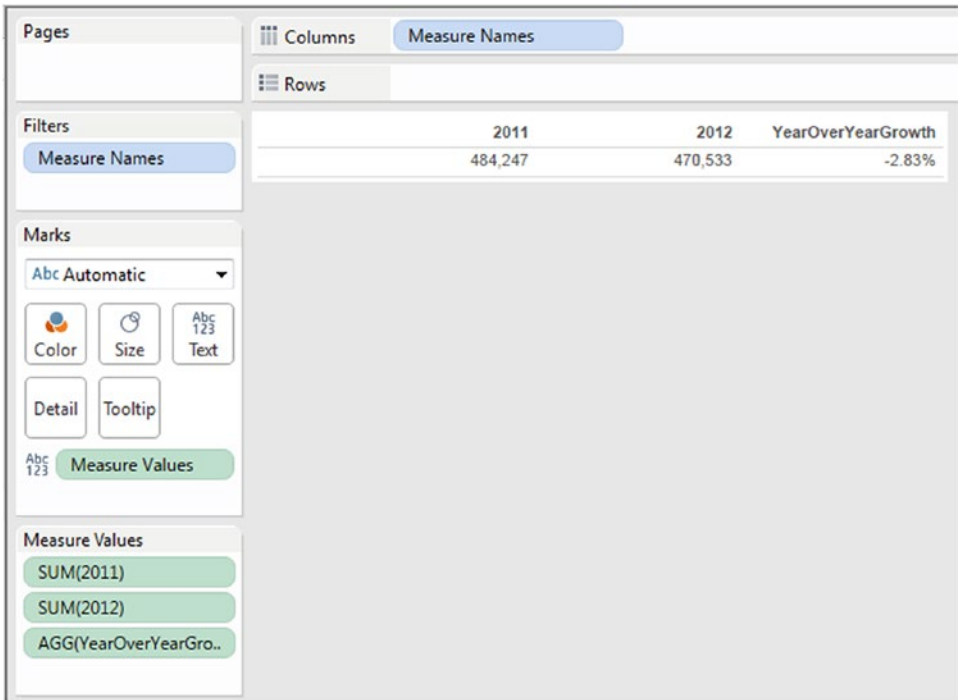 Pages
Columns Measure Names
Rows
Filters
Measure Names
2011 2012 YearOverYearGrowth
484,247 470,533 -2.83%
Marks
Abc Automatic
Color Size Abc 123 Text
Detail Tooltip
Abc 123 Measure Values
Measure Values
SUM(2011)
SUM(2012)
AGG(YearOverYearGro..